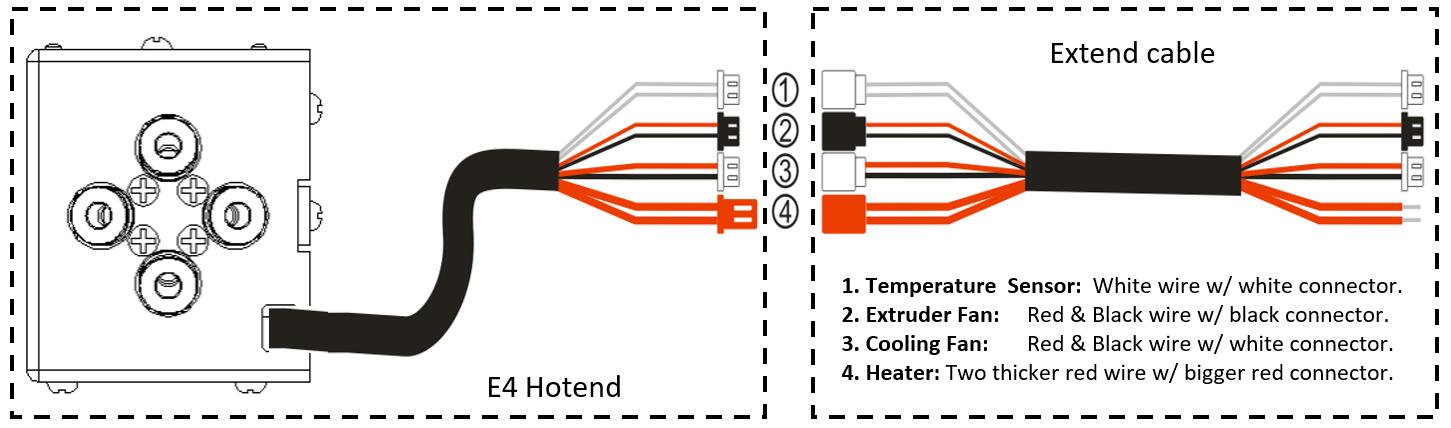 Extend cable
①
②
③
④
1. Temperature Sensor: White wire w/ white connector.
2. Extruder Fan: Red & Black wire w/ black connector.
3. Cooling Fan: Red & Black wire w/ white connector.
4. Heater: Two thicker red wire w/ bigger red connector.
E4 Hotend